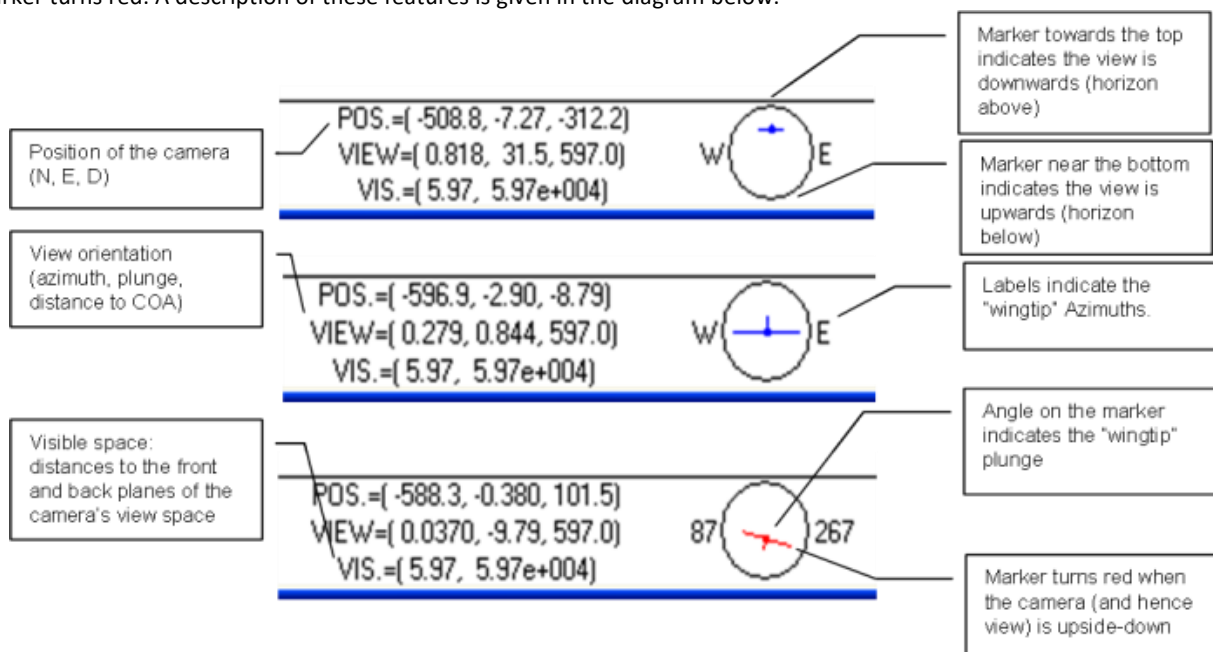 arker turns red. A description of these features is given in the diagram below.
Marker towards the top
indicates the view is
downwards (horizon
above)
POS.=( -508.8, -7.27, -312.2)
VIEW=( 0.818, 31.5, 597.0)
VIS.=( 5.97, 5.97e+004)
W
E
Position of the camera
(N, E, D)
Marker near the bottom
indicates the view is
upwards (horizon
below)
View orientation
(azimuth, plunge,
distance to COA)
POS.=( -596.9, -2.90, -8.79)
VIEW=( 0.279, 0.844, 597.0)
VIS.=( 5.97, 5.97e+004)
W
E
Labels indicate the
"wingtip" Azimuths.
Visible space:
distances to the front
and back planes of the
camera's view space
POS.=( -588.3, -0.380, 101.5)
VIEW=( 0.0370, -9.79, 597.0)
VIS.=( 5.97, 5.97e+004)
87
267
Angle on the marker
indicates the "wingtip"
plunge
Marker turns red when
the camera (and hence
view) is upside-down